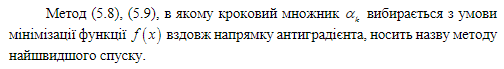 Метод (5.8), (5.9), в якому кроковий множник αₖ вибирається з умови
мінімізації функції f(x) вздовж напрямку антиградієнта, носить назву методу
найшвидшого спуску.